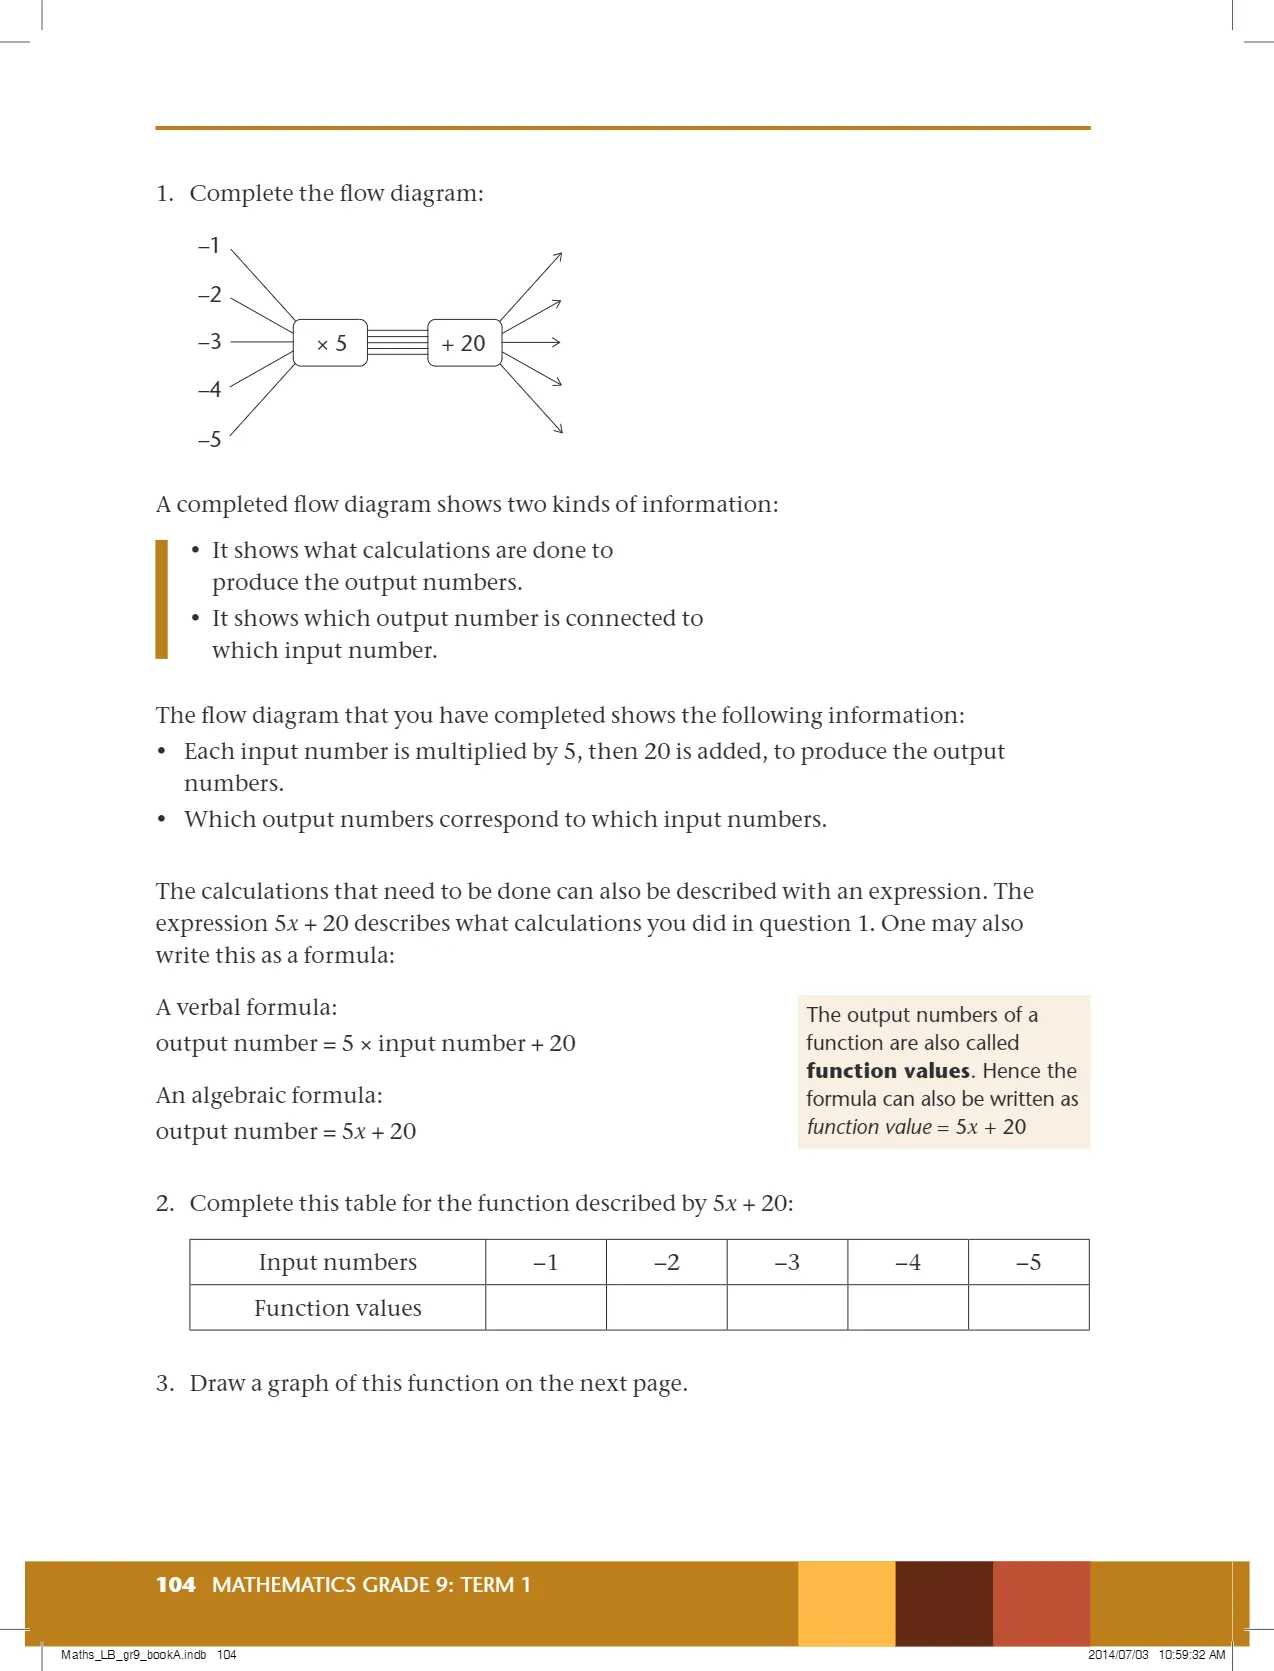 1. Complete the flow diagram:
–1
–2
–3
–4
–5
× 5
+ 20
A completed flow diagram shows two kinds of information:
• It shows what calculations are done to
produce the output numbers.
• It shows which output number is connected to
which input number.
The flow diagram that you have completed shows the following information:
• Each input number is multiplied by 5, then 20 is added, to produce the output
numbers.
• Which output numbers correspond to which input numbers.
The calculations that need to be done can also be described with an expression. The
expression 5x + 20 describes what calculations you did in question 1. One may also
write this as a formula:
A verbal formula:
output number = 5 × input number + 20
An algebraic formula:
output number = 5x + 20
The output numbers of a
function are also called
function values. Hence the
formula can also be written as
function value = 5x + 20
2. Complete this table for the function described by 5x + 20:
Input numbers –1 –2 –3 –4 –5
Function values
3. Draw a graph of this function on the next page.
104 MATHEMATICS GRADE 9: TERM 1
Maths_LB_gr9_bookA.indb 104
2014/07/03 10:59:32 AM